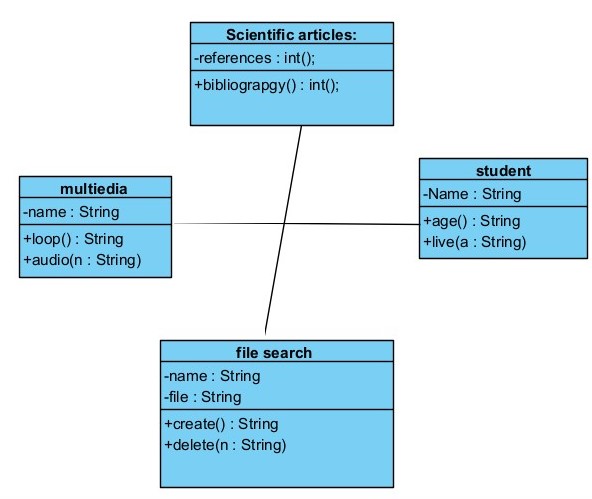 Scientific articles:
-references : int();
+bibliograpgy() : int();
multiedia
-name : String
+loop() : String
+audio(n : String)
student
-Name : String
+age() : String
+live(a : String)
file search
-name : String
-file : String
+create() : String
+delete(n : String)